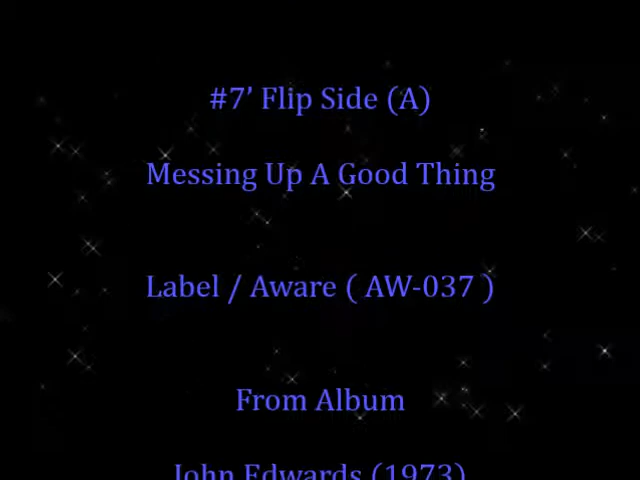 #7’ Flip Side (A)
Messing Up A Good Thing
Label / Aware ( AW-037 )
From Album
John Edwards (1973)